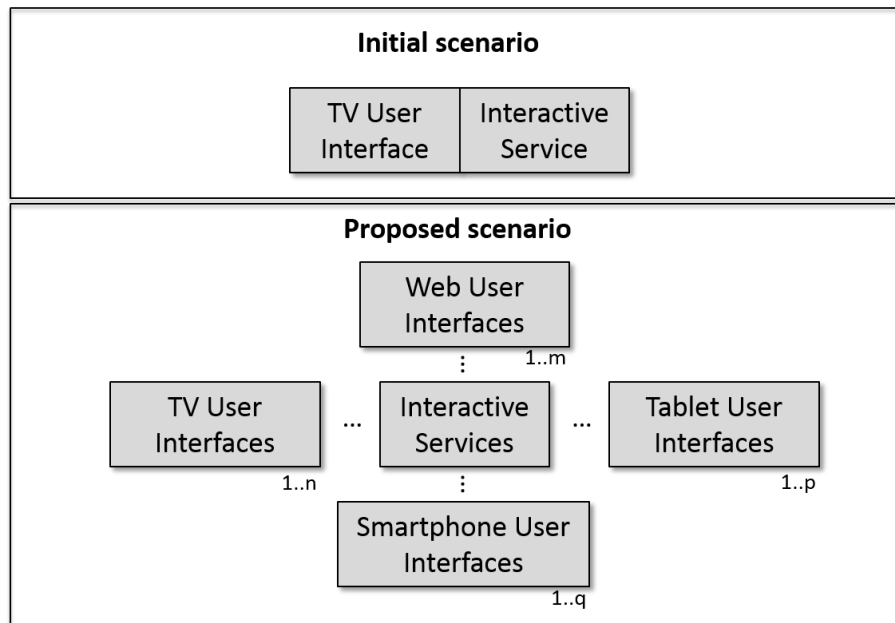 Initial scenario
TV User
Interface
Interactive
Service
Proposed scenario
Web User
Interfaces
1..m
⋮
TV User
Interfaces
1..n
...
Interactive
Services
...
Tablet User
Interfaces
1..p
⋮
Smartphone User
Interfaces
1..q